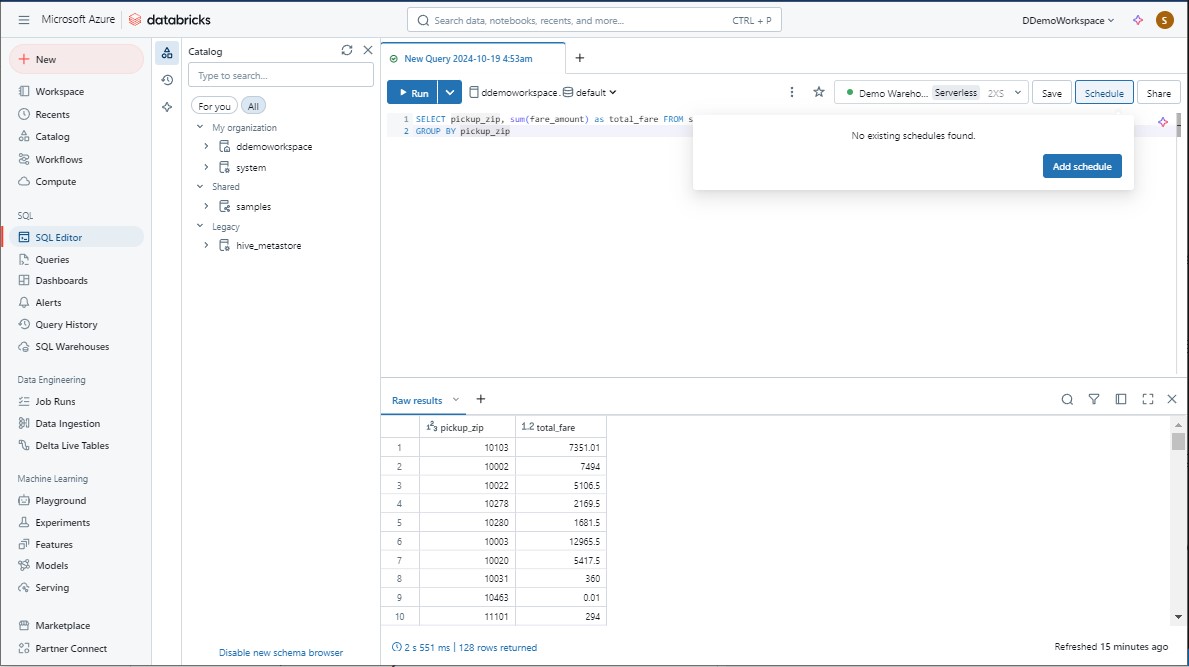 Microsoft Azure databricks
Search data, notebooks, recents, and more... CTRL + P
DDemoWorkspace
S
New
Workspace
Recents
Catalog
Workflows
Compute
SQL
SQL Editor
Queries
Dashboards
Alerts
Query History
SQL Warehouses
Data Engineering
Job Runs
Data Ingestion
Delta Live Tables
Machine Learning
Playground
Experiments
Features
Models
Serving
Marketplace
Partner Connect
Catalog
Type to search...
For you All
My organization
ddemoworkspace
system
Shared
samples
Legacy
hive_metastore
Disable new schema browser
New Query 2024-10-19 4:53am
Run ddemoworkspace. default
Demo Wareho... Serverless 2XS Save Schedule Share
1 SELECT pickup_zip, sum(fare_amount) as total_fare FROM s
2 GROUP BY pickup_zip
No existing schedules found.
Add schedule
Raw results
1²3 pickup_zip 1.2 total_fare
1 10103 7351.01
2 10002 7494
3 10022 5106.5
4 10278 2169.5
5 10280 1681.5
6 10003 12965.5
7 10020 5417.5
8 10031 360
9 10463 0.01
10 11101 294
2 s 551 ms | 128 rows returned
Refreshed 15 minutes ago